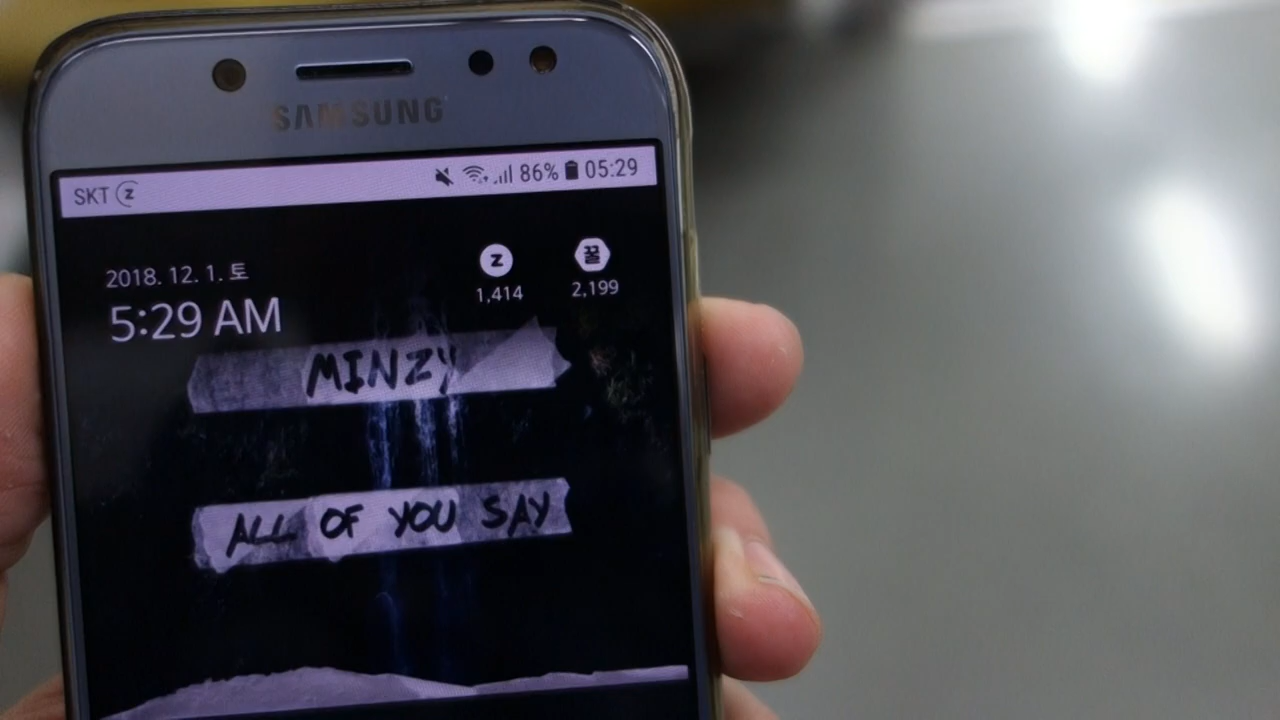 SAMSUNG
SKT Z 86% 05:29
2018. 12. 1. 토
5:29 AM
Z 꿀
1,414 2,199
MINZY
ALL OF YOU SAY